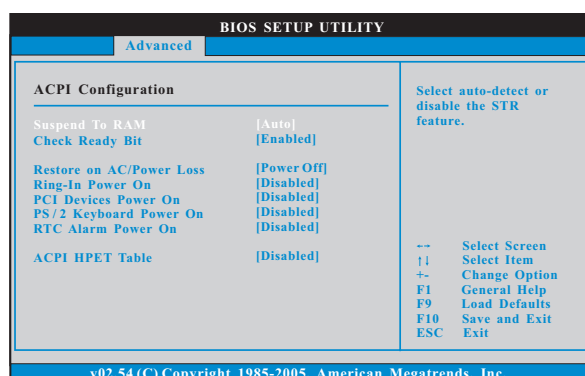 BIOS SETUP UTILITY
Advanced
ACPI Configuration
Suspend To RAM [Auto]
Check Ready Bit [Enabled]
Restore on AC/Power Loss [Power Off]
Ring-In Power On [Disabled]
PCI Devices Power On [Disabled]
PS/2 Keyboard Power On [Disabled]
RTC Alarm Power On [Disabled]
ACPI HPET Table [Disabled]
Select auto-detect or
disable the STR
feature.
←→ Select Screen
↑↓ Select Item
+- Change Option
F1 General Help
F9 Load Defaults
F10 Save and Exit
ESC Exit
v02.54 (C) Copyright 1985-2005, American Megatrends, Inc.